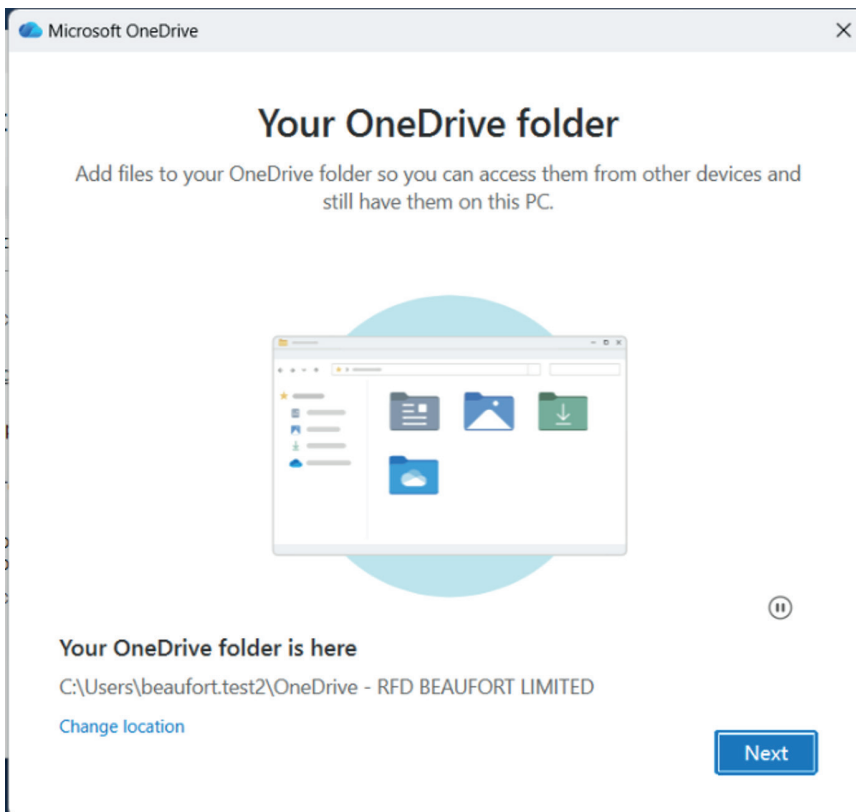 Microsoft OneDrive
Your OneDrive folder
Add files to your OneDrive folder so you can access them from other devices and
still have them on this PC.
Your OneDrive folder is here
C:\Users\beaufort.test2\OneDrive - RFD BEAUFORT LIMITED
Change location
Next